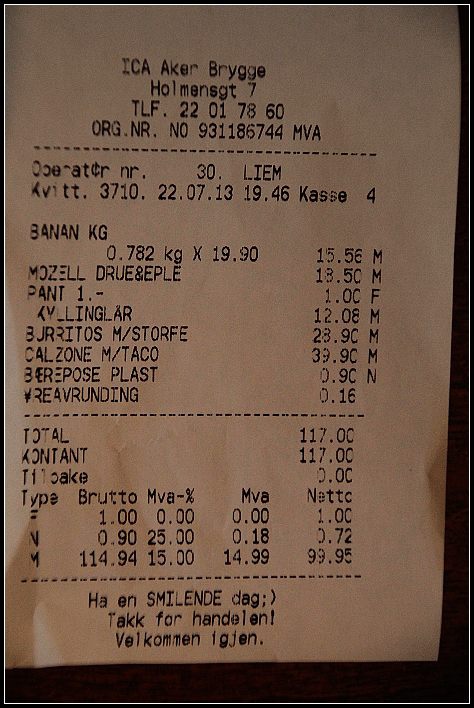 ICA Aker Brygge
Holmensgt 7
TLF. 22 01 78 60
ORG.NR. NO 931186744 MVA
Operatør nr. 30. LIEM
Kvitt. 3710. 22.07.13 19.46 Kasse 4
BANAN KG
0.782 kg X 19.90 15.56 M
MOZELL DRUE&EPLE 18.50 M
PANT 1.- 1.00 F
KYLLINGLÅR 12.08 M
BURRITOS M/STORFE 28.90 M
CALZONE M/TACO 39.90 M
BÆREPOSE PLAST 0.90 N
ØREAVRUNDING 0.16
TOTAL 117.00
KONTANT 117.00
Tilbake 0.00
Type Brutto Mva-% Mva Netto
F 1.00 0.00 0.00 1.00
N 0.90 25.00 0.18 0.72
M 114.94 15.00 14.99 99.95
Ha en SMILENDE dag;)
Takk for handelen!
Velkommen igjen.